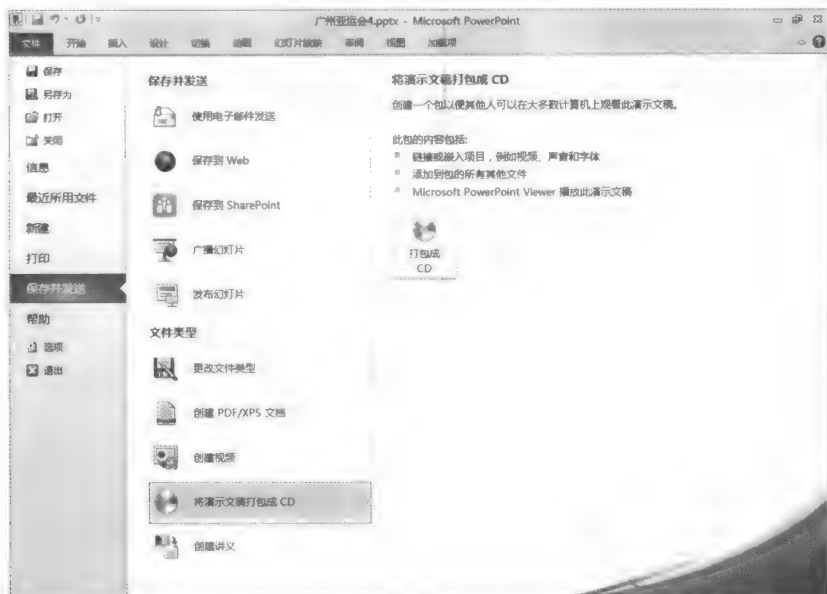 广州亚运会4.pptx - Microsoft PowerPoint
文件 开始 插入 设计 切换 动画 幻灯片放映 审阅 视图 加载项
保存
另存为
打开
关闭
信息
最近所用文件
新建
打印
保存并发送
帮助
选项
退出
保存并发送
使用电子邮件发送
保存到 Web
保存到 SharePoint
广播幻灯片
发布幻灯片
文件类型
更改文件类型
创建 PDF/XPS 文档
创建视频
将演示文稿打包成 CD
创建讲义
将演示文稿打包成 CD
创建一个包以便其他人可以在大多数计算机上观看此演示文稿。
此包的内容包括:
链接或嵌入项目，例如视频、声音和字体
添加到包的所有其他文件
Microsoft PowerPoint Viewer 播放此演示文稿
打包成
CD